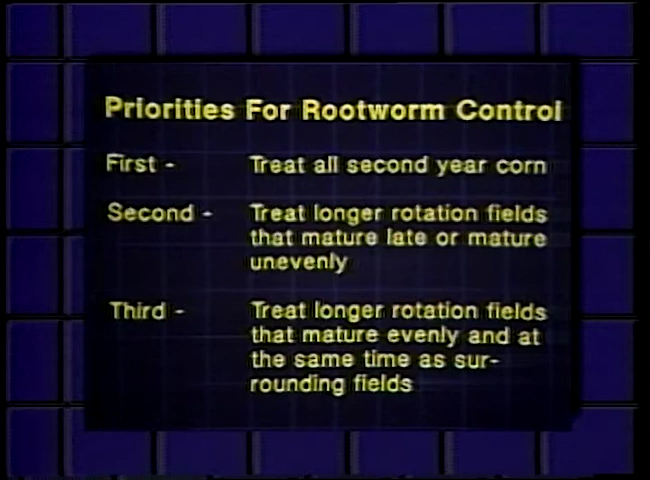 Priorities For Rootworm Control
First - Treat all second year corn
Second - Treat longer rotation fields
that mature late or mature
unevenly
Third - Treat longer rotation fields
that mature evenly and at
the same time as sur-
rounding fields